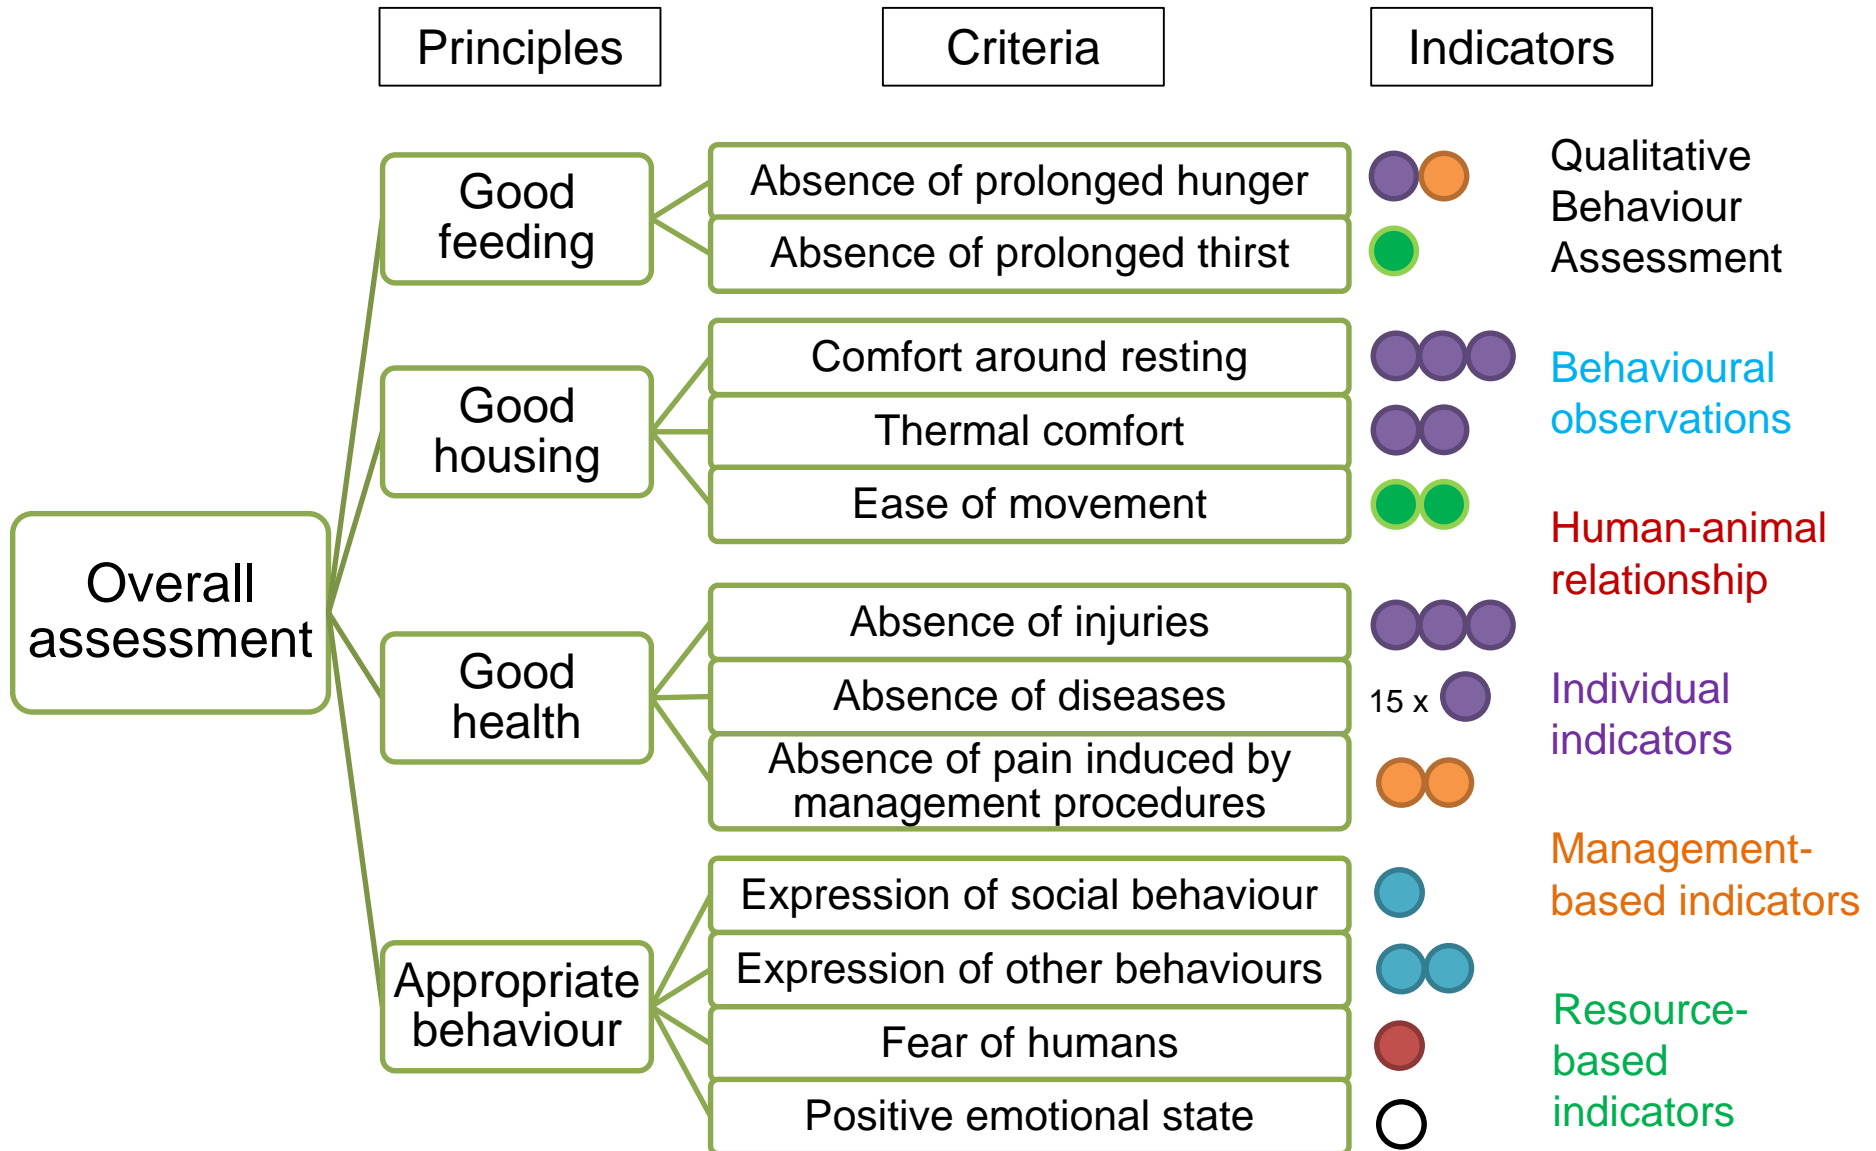 Principles
Criteria
Indicators
Overall
assessment
Good
feeding
Absence of prolonged hunger
Absence of prolonged thirst
Good
housing
Comfort around resting
Thermal comfort
Ease of movement
Good
health
Absence of injuries
Absence of diseases
15 x
Absence of pain induced by
management procedures
Appropriate
behaviour
Expression of social behaviour
Expression of other behaviours
Fear of humans
Positive emotional state
Qualitative
Behaviour
Assessment
Behavioural
observations
Human-animal
relationship
Individual
indicators
Management-
based indicators
Resource-
based
indicators